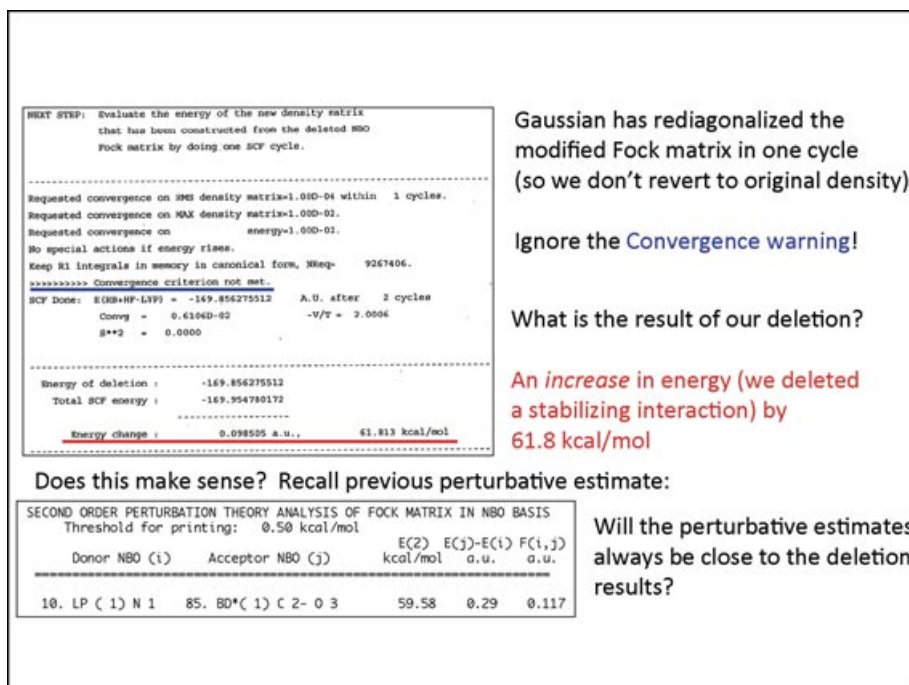 NEXT STEP: Evaluate the energy of the new density matrix
that has been constructed from the deleted NBO
Fock matrix by doing one SCF cycle.
Requested convergence on RMS density matrix=1.00D-04 within 1 cycles.
Requested convergence on MAX density matrix=1.00D-02.
Requested convergence on energy=1.00D-02.
No special actions if energy rises.
Keep R1 integrals in memory in canonical form, NReq= 9267406.
>>>>>>>>>> Convergence criterion not met.
SCF Done: E(RB+HF-LYP) = -169.856275512 A.U. after 2 cycles
Convg = 0.6106D-02 -V/T = 2.0006
S**2 = 0.0000
Energy of deletion : -169.856275512
Total SCF energy : -169.954780172
Energy change : 0.098505 a.u., 61.813 kcal/mol
Gaussian has rediagonalized the
modified Fock matrix in one cycle
(so we don't revert to original density)
Ignore the Convergence warning!
What is the result of our deletion?
An increase in energy (we deleted
a stabilizing interaction) by
61.8 kcal/mol
Does this make sense? Recall previous perturbative estimate:
SECOND ORDER PERTURBATION THEORY ANALYSIS OF FOCK MATRIX IN NBO BASIS
Threshold for printing: 0.50 kcal/mol
E(2) E(j)-E(i) F(i,j)
Donor NBO (i) Acceptor NBO (j) kcal/mol a.u. a.u.
10. LP ( 1) N 1 85. BD*( 1) C 2- O 3 59.58 0.29 0.117
Will the perturbative estimates
always be close to the deletion
results?